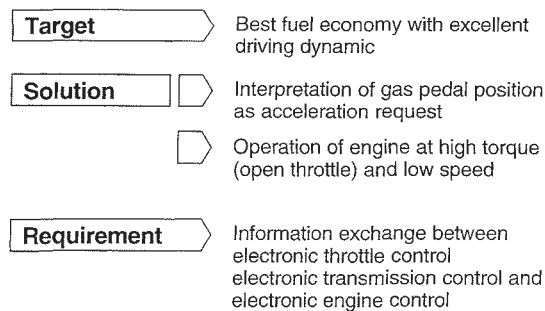 Target
Best fuel economy with excellent
driving dynamic
Solution
Interpretation of gas pedal position
as acceleration request
Operation of engine at high torque
(open throttle) and low speed
Requirement
Information exchange between
electronic throttle control
electronic transmission control and
electronic engine control